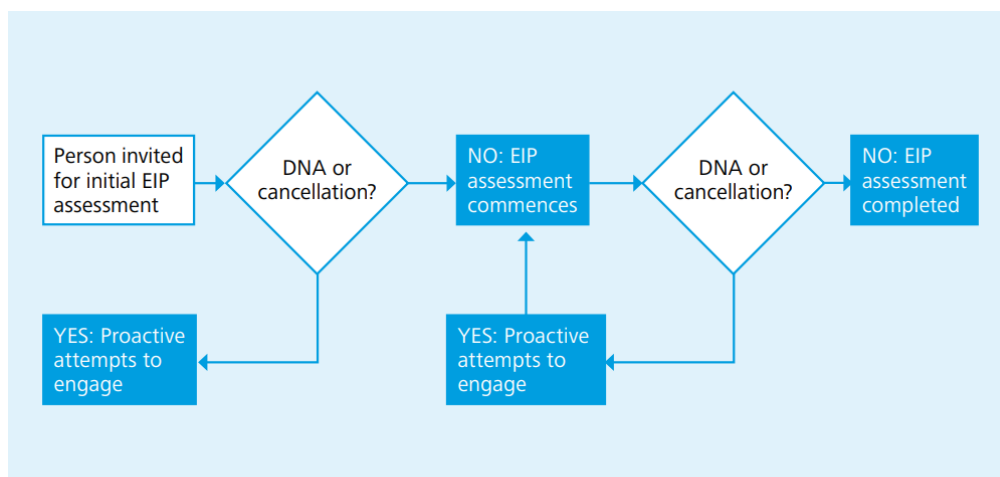 Person invited
for initial EIP
assessment
DNA or
cancellation?
NO: EIP
assessment
commences
DNA or
cancellation?
NO: EIP
assessment
completed
YES: Proactive
attempts to
engage
YES: Proactive
attempts to
engage